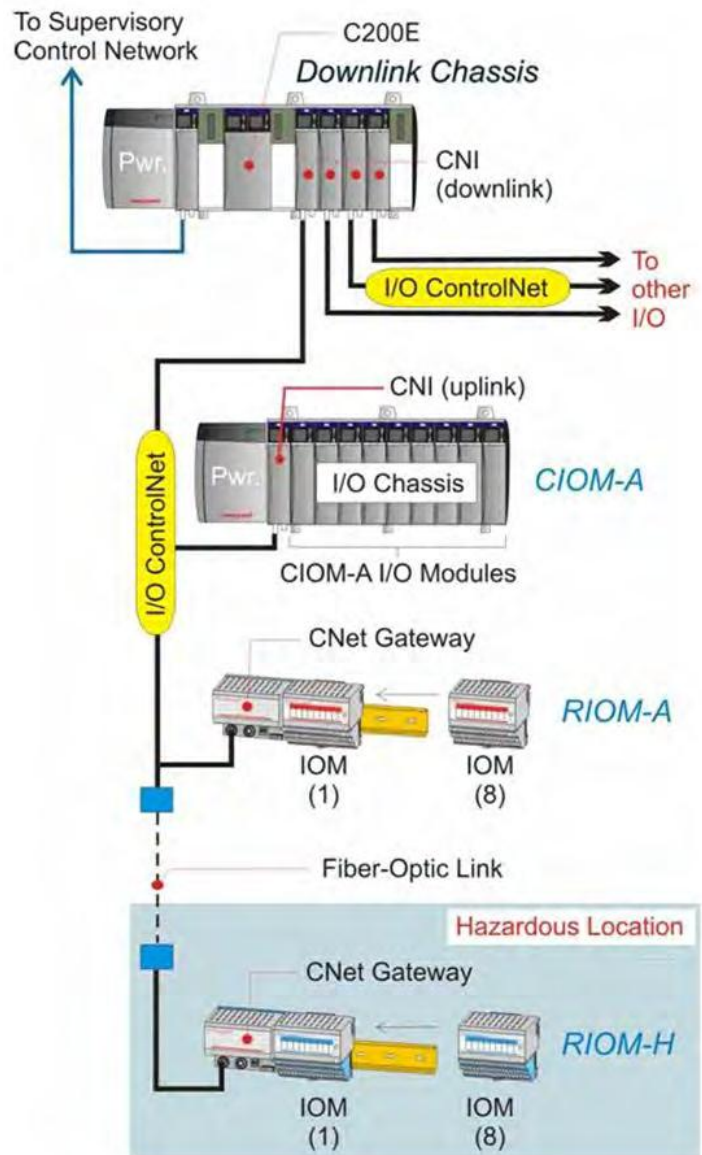 To Supervisory
Control Network
C200E
Downlink Chassis
Pwr.
CNI
(downlink)
I/O ControlNet
To
other
I/O
CNI (uplink)
Pwr.
I/O Chassis
CIOM-A
I/O ControlNet
CIOM-A I/O Modules
CNet Gateway
RIOM-A
IOM
(1)
IOM
(8)
Fiber-Optic Link
Hazardous Location
CNet Gateway
RIOM-H
IOM
(1)
IOM
(8)